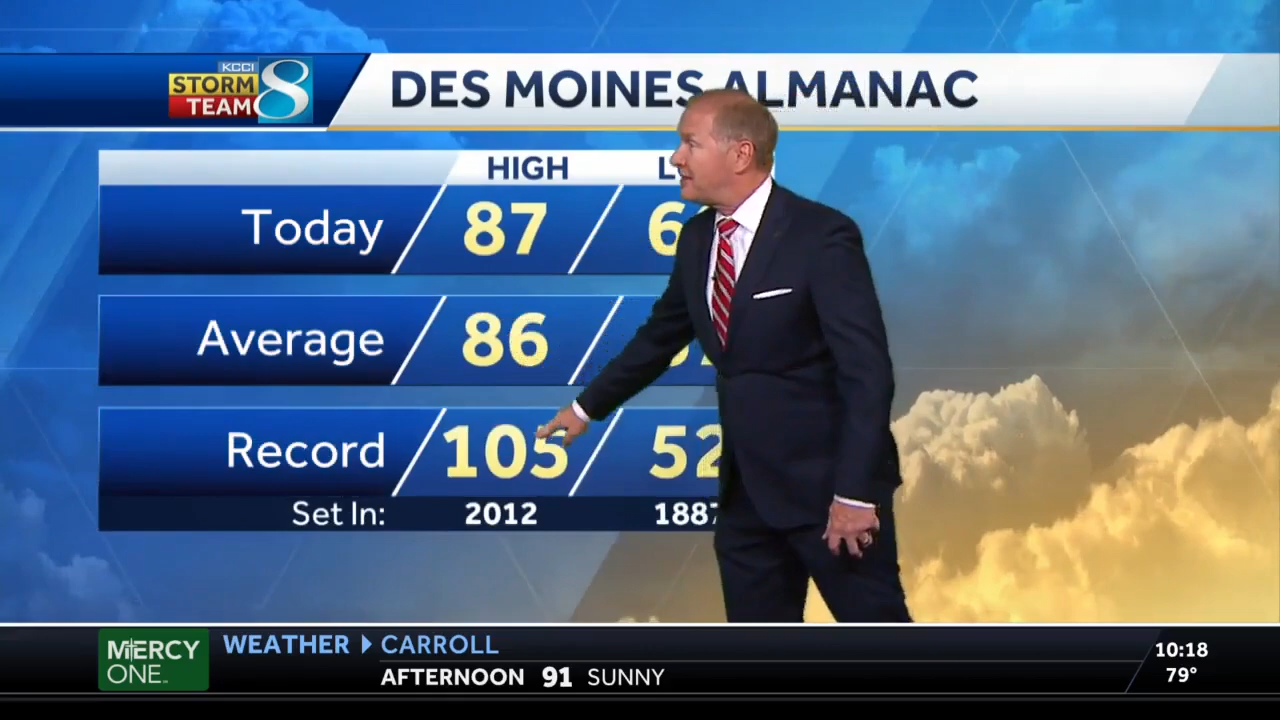 KCCI
STORM
TEAM 8
DES MOINES ALMANAC
HIGH
Today 87
Average 86
Record 105 52
Set In: 2012 1887
MERCY
ONE
WEATHER CARROLL
AFTERNOON 91 SUNNY
10:18
79°